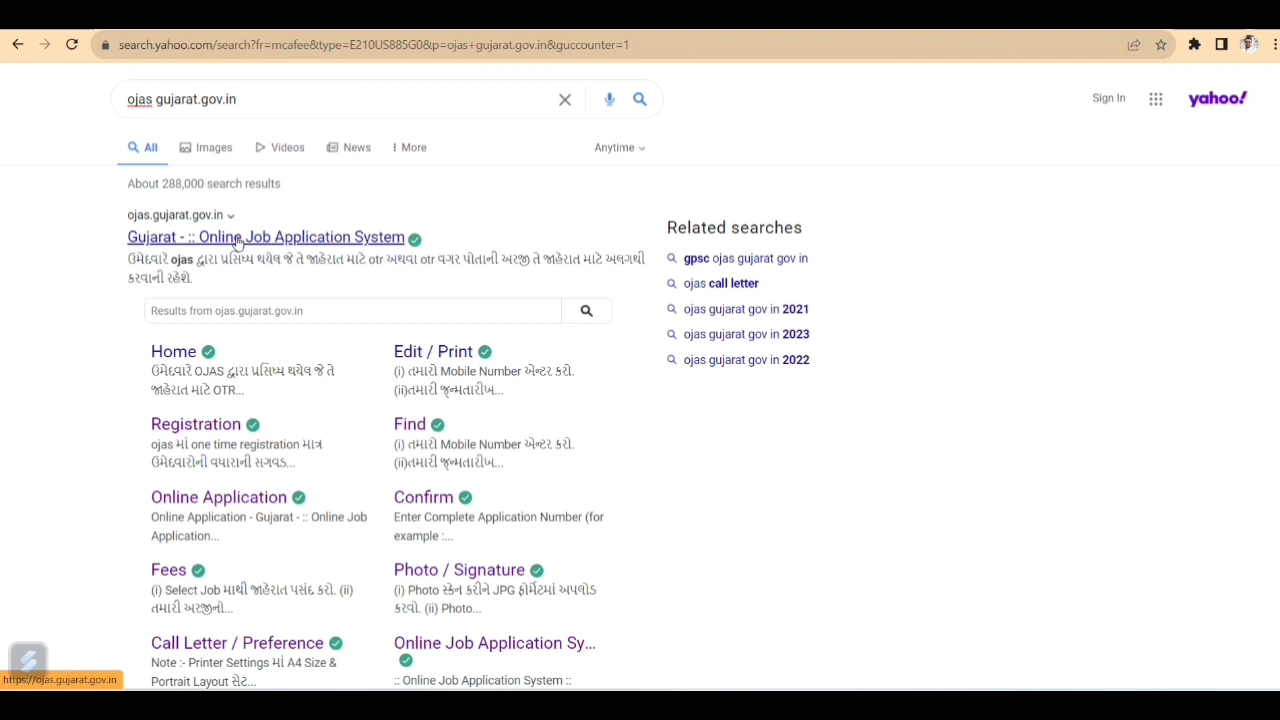 search.yahoo.com/search?fr=mcafee&type=E210US885G0&p=ojas+gujarat.gov.in&guccounter=1
ojas gujarat.gov.in
Sign In
yahoo!
All
Images
Videos
News
More
Anytime
About 288,000 search results
ojas.gujarat.gov.in
Gujarat - :: Online Job Application System
ઉમેદવારે ojas દ્વારા પ્રસિધ્ધ થયેલ જે તે જાહેરાત માટે otr અથવા otr વગર પોતાની અરજી તે જાહેરાત માટે અલગથી
કરવાની રહેશે.
Results from ojas.gujarat.gov.in
Home
ઉમેદવારે OJAS દ્વારા પ્રસિધ્ધ થયેલ જે તે
જાહેરાત માટે OTR...
Edit / Print
(i) તમારો Mobile Number એન્ટર કરો.
(ii)તમારી જ્ન્મતારીખ...
Registration
ojas માં one time registration માત્ર
ઉમેદવારોની વધારાની સગવડ...
Find
(i) તમારો Mobile Number એન્ટર કરો.
(ii)તમારી જ્ન્મતારીખ...
Online Application
Online Application - Gujarat - :: Online Job
Application...
Confirm
Enter Complete Application Number (for
example :...
Fees
(i) Select Job માથી જાહેરાત પસંદ કરો. (ii)
તમારી અરજીનો...
Photo / Signature
(i) Photo સ્કેન કરીને JPG ફોર્મેટમાં અપલોડ
કરવો. (ii) Photo...
Call Letter / Preference
Note :- Printer Settings માં A4 Size &
Portrait Layout સેટ...
Online Job Application Sy...
:: Online Job Application System ::
Related searches
gpsc ojas gujarat gov in
ojas call letter
ojas gujarat gov in 2021
ojas gujarat gov in 2023
ojas gujarat gov in 2022
https://ojas.gujarat.gov.in